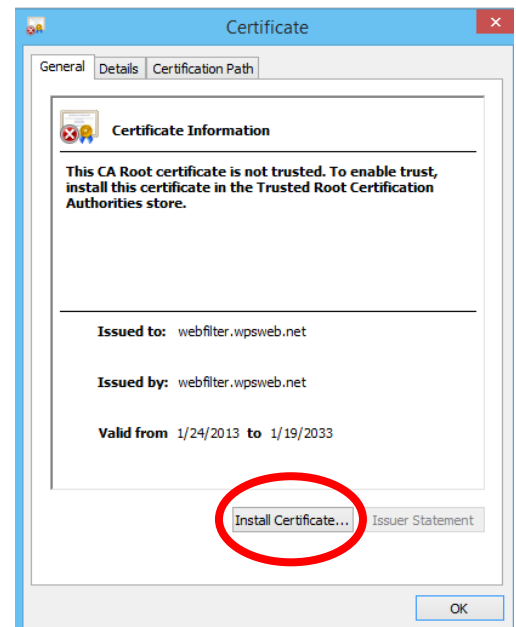 Certificate
General Details Certification Path
Certificate Information
This CA Root certificate is not trusted. To enable trust,
install this certificate in the Trusted Root Certification
Authorities store.
Issued to: webfilter.wpsweb.net
Issued by: webfilter.wpsweb.net
Valid from 1/24/2013 to 1/19/2033
Install Certificate... Issuer Statement
OK